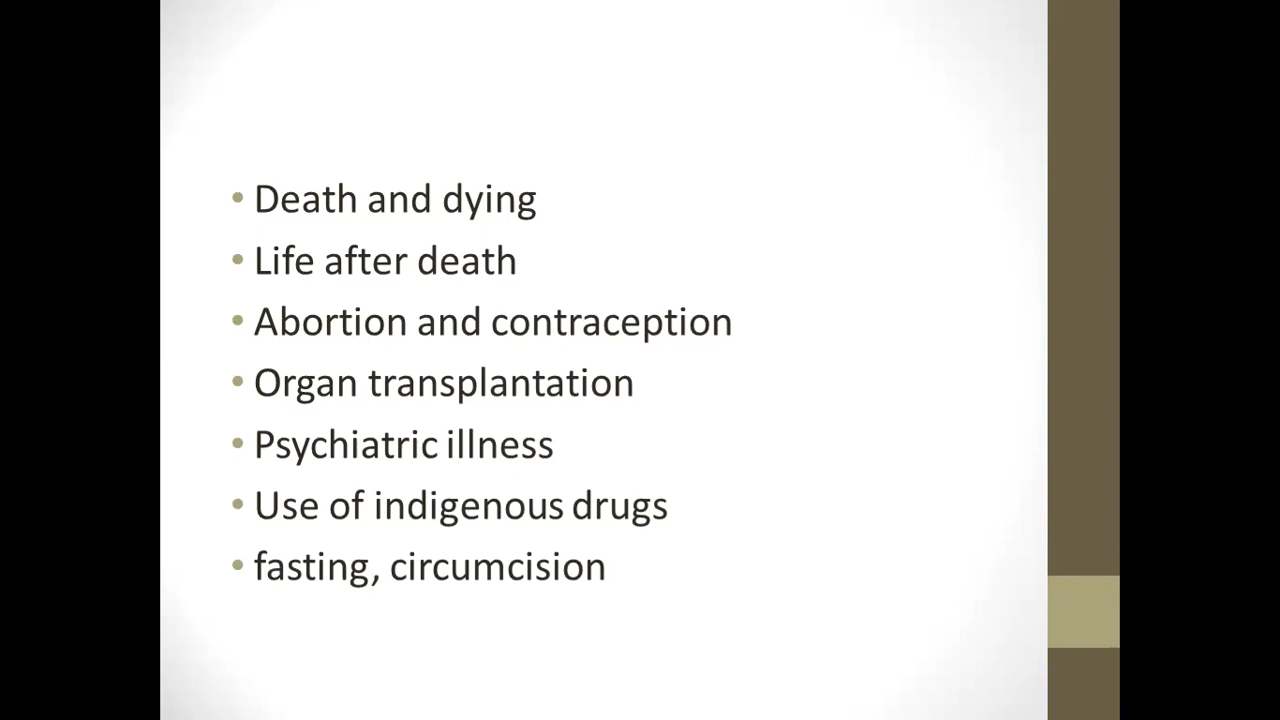 • Death and dying
• Life after death
• Abortion and contraception
• Organ transplantation
• Psychiatric illness
• Use of indigenous drugs
• fasting, circumcision